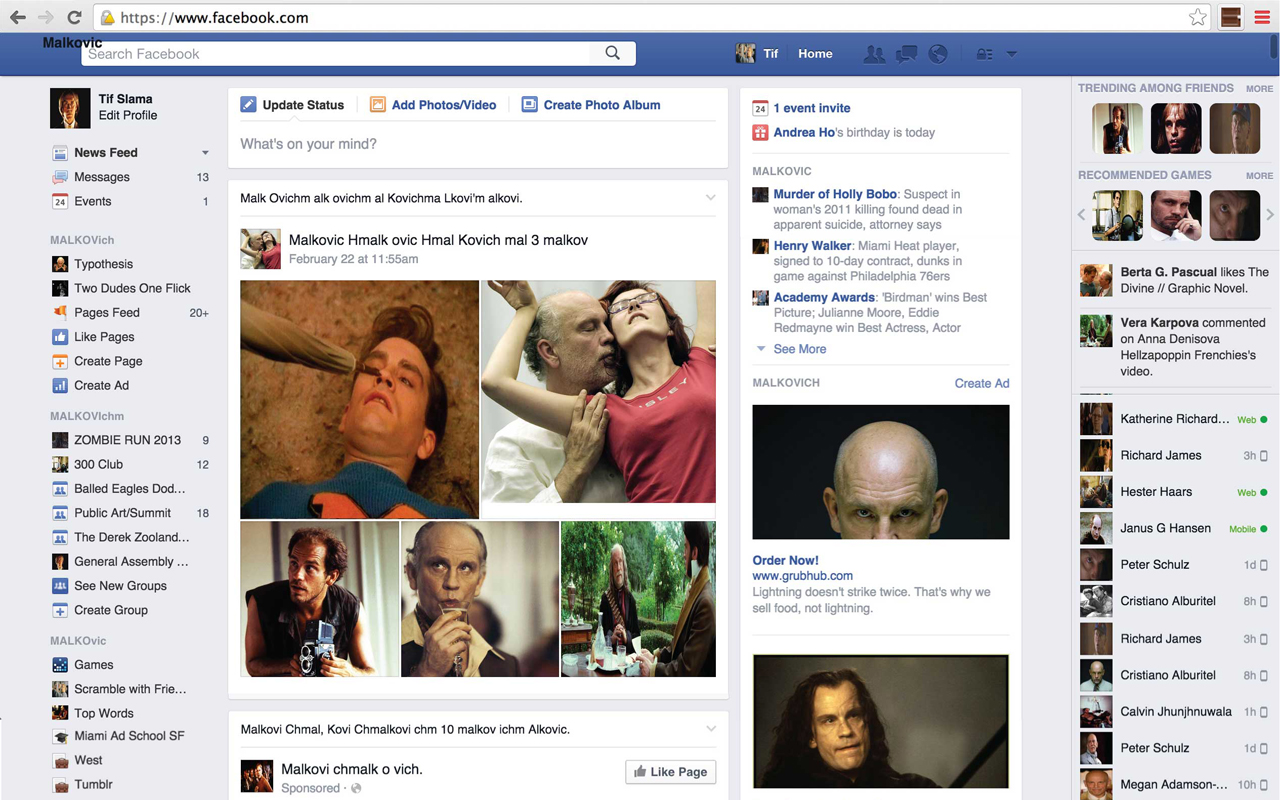 https://www.facebook.com
Malkovic
Search Facebook
Tif
Home
Tif Slama
Edit Profile
News Feed
Messages 13
24 Events 1
MALKOVich
Typothesis
Two Dudes One Flick
Pages Feed 20+
Like Pages
Create Page
Create Ad
MALKOVIchm
ZOMBIE RUN 2013 9
300 Club 12
Balled Eagles Dod...
Public Art/Summit 18
The Derek Zooland...
General Assembly ...
See New Groups
Create Group
MALKOvic
Games
Scramble with Frie...
Top Words
Miami Ad School SF
West
Tumblr
Update Status
Add Photos/Video
Create Photo Album
What's on your mind?
Malk Ovichm alk ovichm al Kovichma Lkovi'm alkovi.
Malkovic Hmalk ovic Hmal Kovich mal 3 malkov
February 22 at 11:55am
Malkovi Chmal, Kovi Chmalkovi chm 10 malkov ichm Alkovic.
Malkovi chmalk o vich.
Sponsored ·
Like Page
24 1 event invite
Andrea Ho's birthday is today
MALKOVIC
Murder of Holly Bobo: Suspect in
woman's 2011 killing found dead in
apparent suicide, attorney says
Henry Walker: Miami Heat player,
signed to 10-day contract, dunks in
game against Philadelphia 76ers
Academy Awards: 'Birdman' wins Best
Picture; Julianne Moore, Eddie
Redmayne win Best Actress, Actor
See More
MALKOVICH Create Ad
Order Now!
www.grubhub.com
Lightning doesn't strike twice. That's why we
sell food, not lightning.
TRENDING AMONG FRIENDS MORE
RECOMMENDED GAMES MORE
Berta G. Pascual likes The
Divine // Graphic Novel.
Vera Karpova commented
on Anna Denisova
Hellzapoppin Frenchies's
video.
Katherine Richard... Web
Richard James 3h
Hester Haars Web
Janus G Hansen Mobile
Peter Schulz 1d
Cristiano Alburitel 8h
Richard James 3h
Cristiano Alburitel 8h
Calvin Jhunjhnuwala 1h
Peter Schulz 1d
Megan Adamson-... 10h